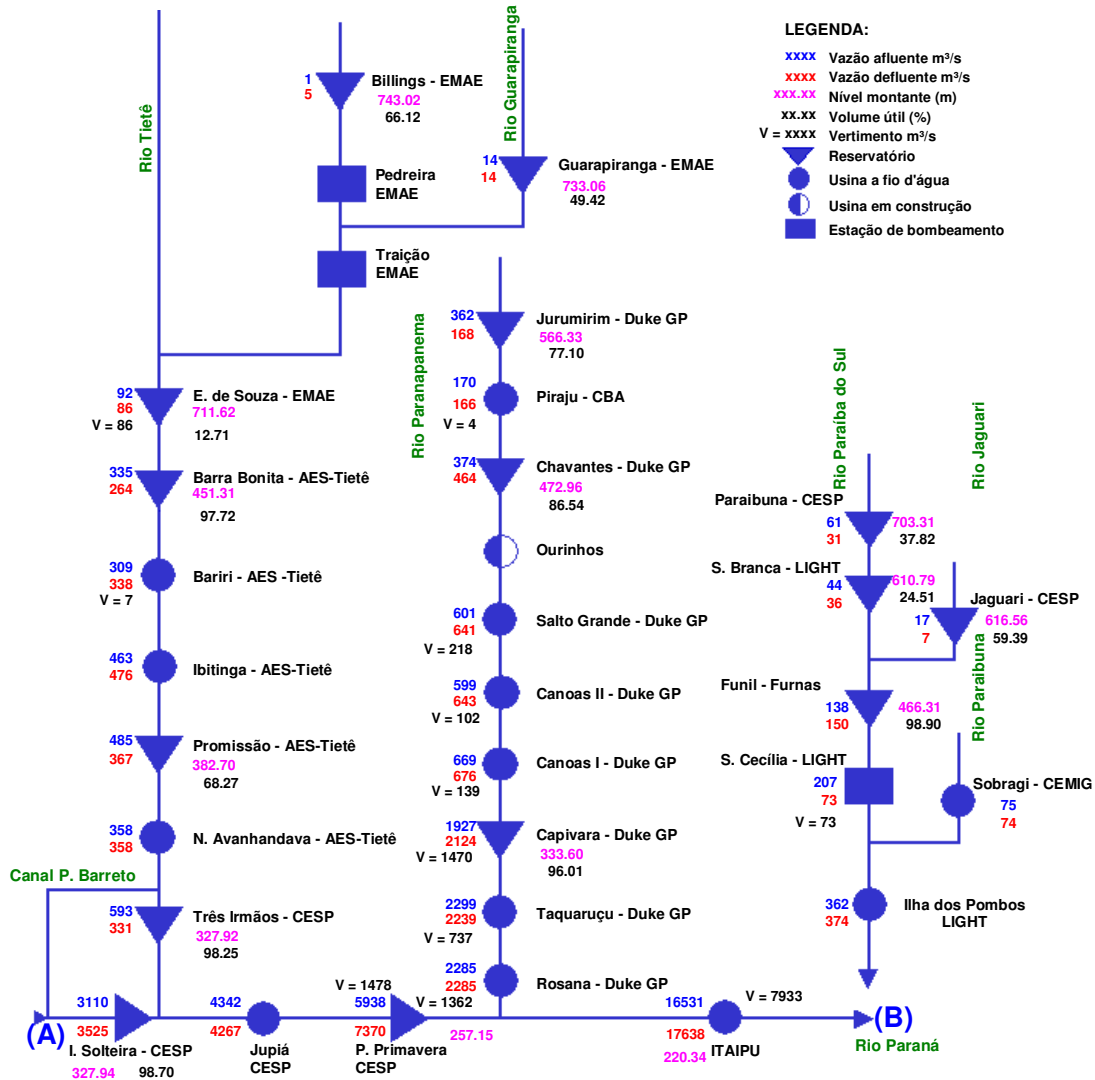 LEGENDA:
xxxx Vazão afluente m³/s
xxxx Vazão defluente m³/s
xxx.xx Nível montante (m)
xx.xx Volume útil (%)
V = xxxx Vertimento m³/s
Reservatório
Usina a fio d'água
Usina em construção
Estação de bombeamento
Rio Tietê
1
5
Billings - EMAE
743.02
66.12
Rio Guarapiranga
14
14
Guarapiranga - EMAE
733.06
49.42
Pedreira
EMAE
Traição
EMAE
92
86
V = 86
E. de Souza - EMAE
711.62
12.71
335
264
Barra Bonita - AES-Tietê
451.31
97.72
309
338
V = 7
Bariri - AES -Tietê
463
476
Ibitinga - AES-Tietê
485
367
Promissão - AES-Tietê
382.70
68.27
358
358
N. Avanhandava - AES-Tietê
Canal P. Barreto
593
331
Três Irmãos - CESP
327.92
98.25
Rio Paranapanema
362
168
Jurumirim - Duke GP
566.33
77.10
170
166
V = 4
Piraju - CBA
374
464
Chavantes - Duke GP
472.96
86.54
Ourinhos
601
641
V = 218
Salto Grande - Duke GP
599
643
V = 102
Canoas II - Duke GP
669
676
V = 139
Canoas I - Duke GP
1927
2124
V = 1470
Capivara - Duke GP
333.60
96.01
2299
2239
V = 737
Taquaruçu - Duke GP
2285
2285
V = 1362
Rosana - Duke GP
Rio Paraíba do Sul
Rio Jaguari
Paraibuna - CESP
61
31
703.31
37.82
S. Branca - LIGHT
44
36
610.79
24.51
Jaguari - CESP
17
7
616.56
59.39
Rio Paraibuna
Funil - Furnas
138
150
466.31
98.90
S. Cecília - LIGHT
207
73
V = 73
Sobragi - CEMIG
75
74
362
374
Ilha dos Pombos
LIGHT
(A)
3110
3525
I. Solteira - CESP
327.94 98.70
4342
4267
Jupiá
CESP
V = 1478
5938
7370
P. Primavera
CESP
257.15
16531
17638
220.34
ITAIPU
V = 7933
(B)
Rio Paraná